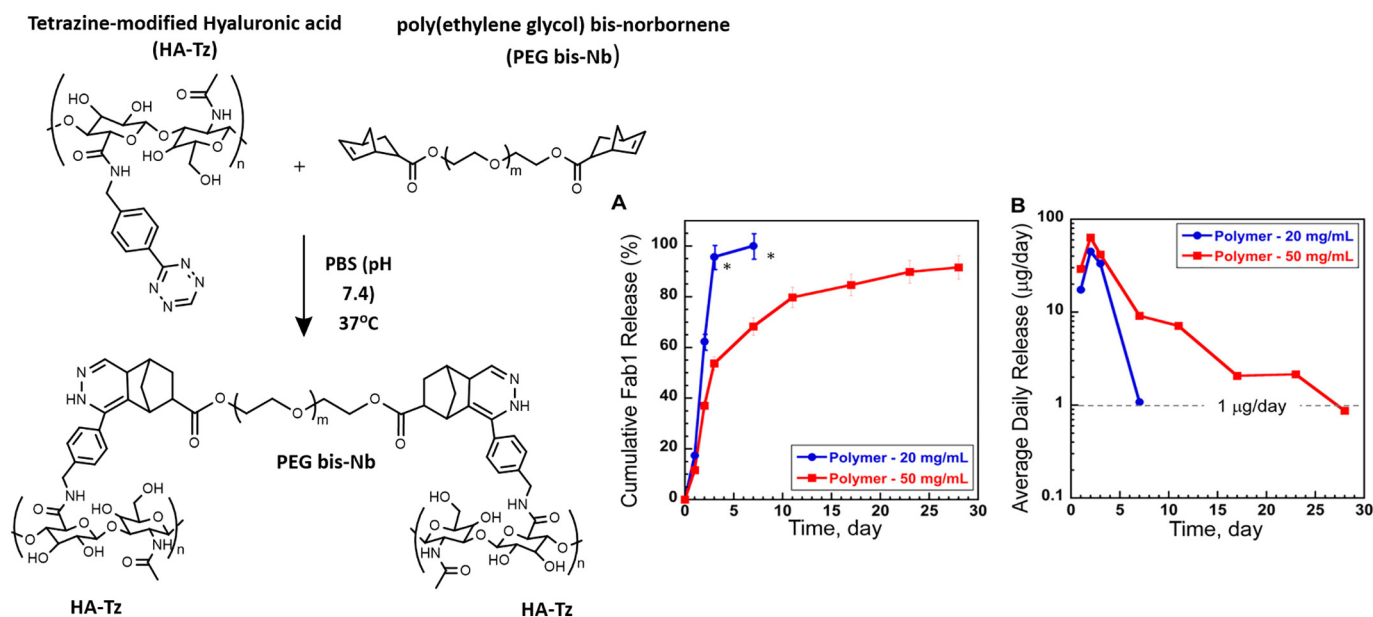 Tetrazine-modified Hyaluronic acid
(HA-Tz)
poly(ethylene glycol) bis-norbornene
(PEG bis-Nb)
O
HO
OH
NH
O
O
O
O
O
HO
OH
n
O
NH
N
N
N
N
+
O
O
O
m
O
O
PBS (pH
7.4)
37°C
N
NH
O
O
O
m
O
O
N
NH
PEG bis-Nb
NH
O
HO
OH
O
O
O
HO
OH
NH
O
n
HA-Tz
HN
O
HO
OH
O
O
O
HN
O
HO
OH
n
HA-Tz
A
Cumulative Fab1 Release (%)
100
80
60
40
20
0
*
*
Polymer - 20 mg/mL
Polymer - 50 mg/mL
0 5 10 15 20 25 30
Time, day
B
Average Daily Release (µg/day)
100
10
1
0.1
Polymer - 20 mg/mL
Polymer - 50 mg/mL
1 µg/day
0 5 10 15 20 25 30
Time, day